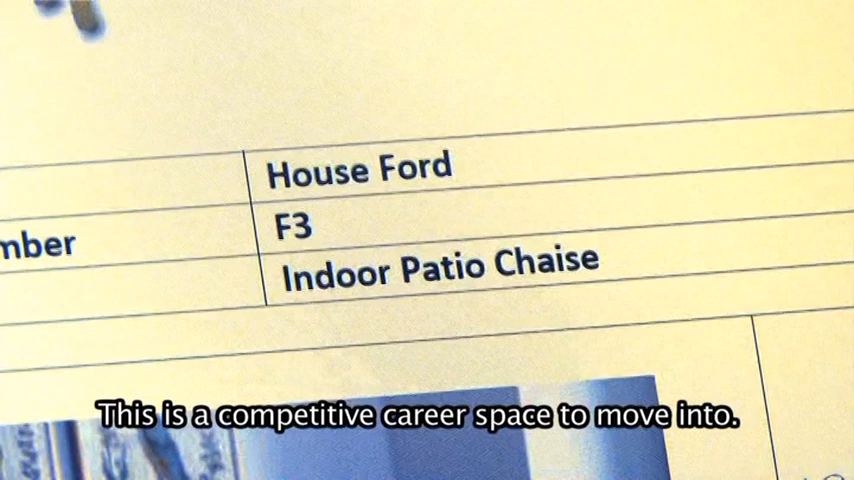 House Ford
mber F3
Indoor Patio Chaise
This is a competitive career space to move into.